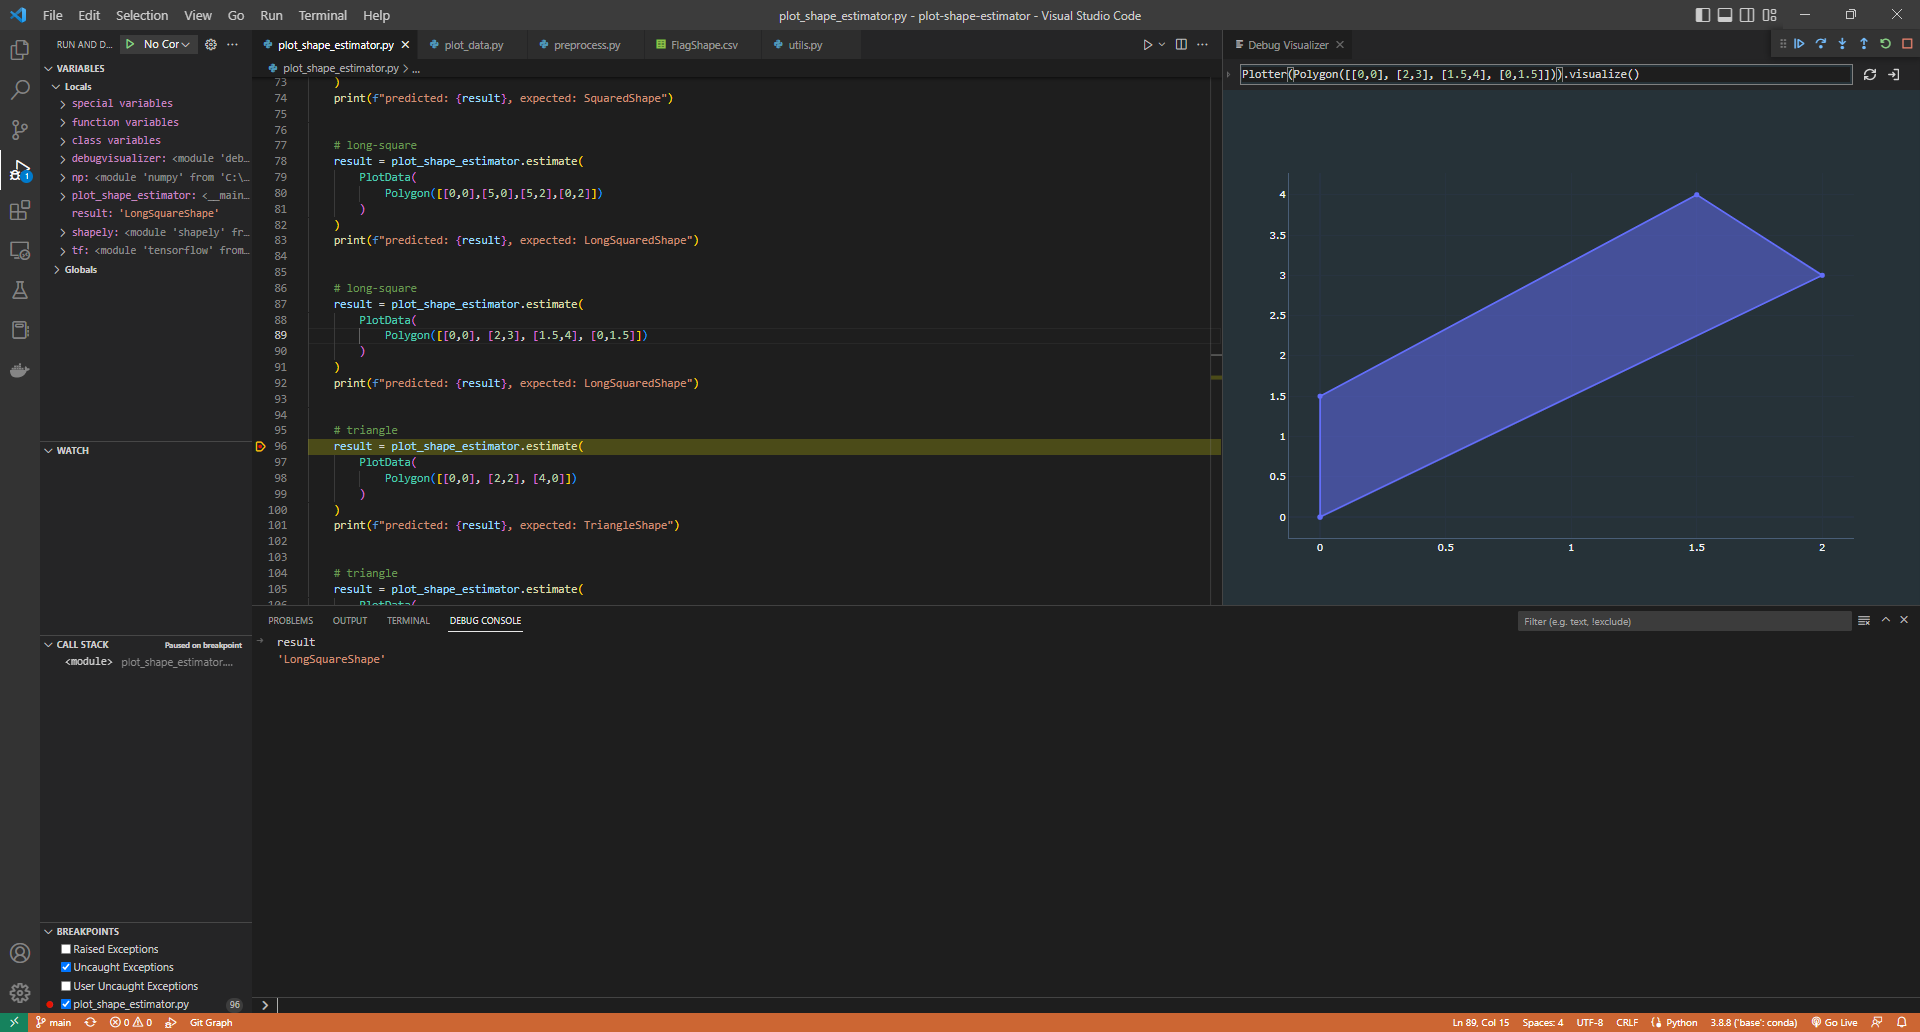 File Edit Selection View Go Run Terminal Help
plot_shape_estimator.py - plot-shape-estimator - Visual Studio Code
RUN AND D... No Cor
VARIABLES
Locals
special variables
function variables
class variables
debugvisualizer: <module 'deb...
np: <module 'numpy' from 'C:\...
plot_shape_estimator: <__main...
result: 'LongSquareShape'
shapely: <module 'shapely' fr...
tf: <module 'tensorflow' from...
Globals
WATCH
CALL STACK Paused on breakpoint
<module> plot_shape_estimator....
BREAKPOINTS
Raised Exceptions
Uncaught Exceptions
User Uncaught Exceptions
plot_shape_estimator.py 96
plot_shape_estimator.py plot_data.py preprocess.py FlagShape.csv utils.py
plot_shape_estimator.py > ...
73 )
74 print(f"predicted: {result}, expected: SquaredShape")
75
76
77 # long-square
78 result = plot_shape_estimator.estimate(
79 PlotData(
80 Polygon([[0,0],[5,0],[5,2],[0,2]])
81 )
82 )
83 print(f"predicted: {result}, expected: LongSquaredShape")
84
85
86 # long-square
87 result = plot_shape_estimator.estimate(
88 PlotData(
89 Polygon([[0,0], [2,3], [1.5,4], [0,1.5]])
90 )
91 )
92 print(f"predicted: {result}, expected: LongSquaredShape")
93
94
95 # triangle
96 result = plot_shape_estimator.estimate(
97 PlotData(
98 Polygon([[0,0], [2,2], [4,0]])
99 )
100 )
101 print(f"predicted: {result}, expected: TriangleShape")
102
103
104 # triangle
105 result = plot_shape_estimator.estimate(
106 PlotData(
Debug Visualizer
Plotter(Polygon([[0,0], [2,3], [1.5,4], [0,1.5]])).visualize()
4
3.5
3
2.5
2
1.5
1
0.5
0
0 0.5 1 1.5 2
PROBLEMS OUTPUT TERMINAL DEBUG CONSOLE
Filter (e.g. text, !exclude)
result
'LongSquareShape'
main 0 0 Git Graph
Ln 89, Col 15 Spaces: 4 UTF-8 CRLF Python 3.8.8 ('base': conda) Go Live